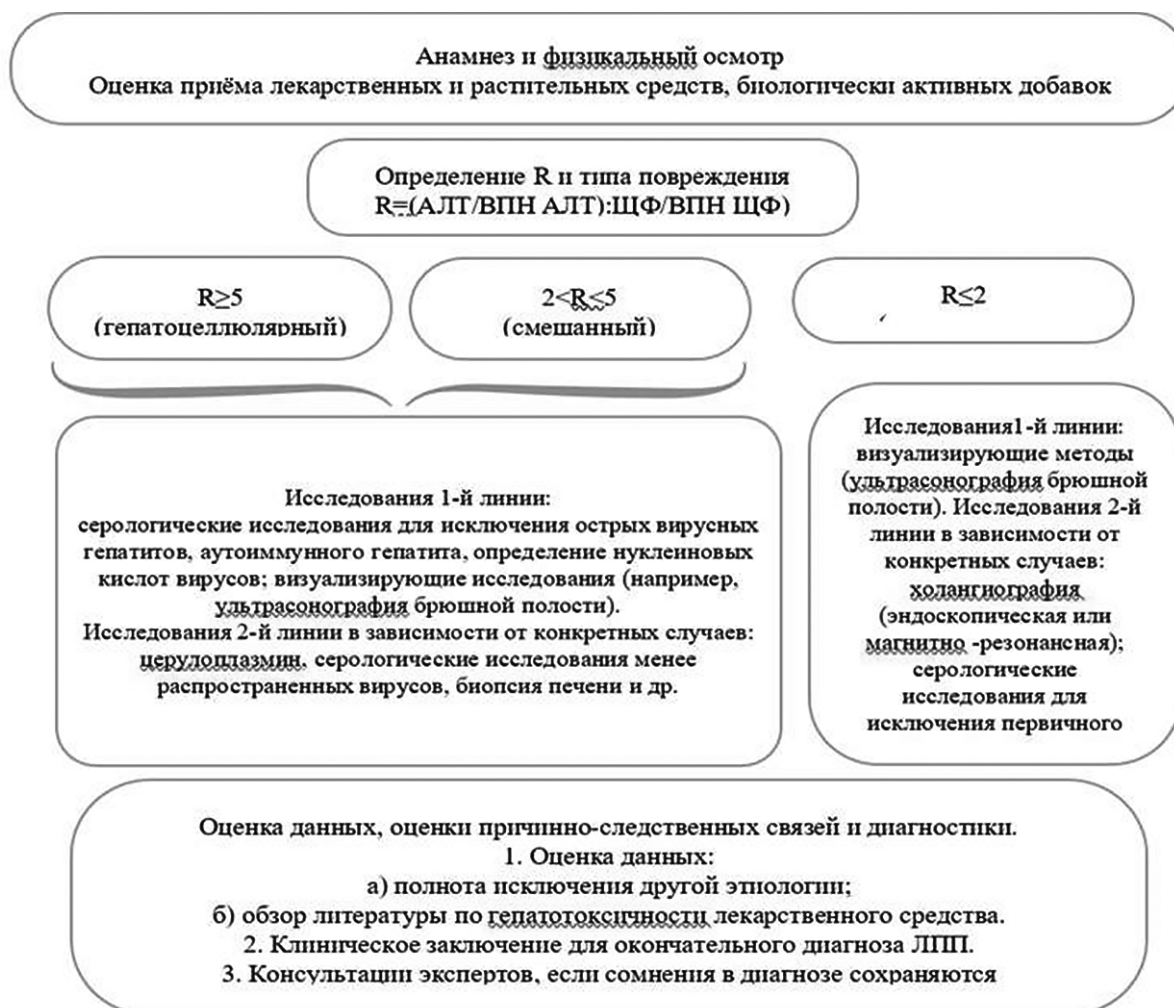 Анамнез и физикальный осмотр
Оценка приёма лекарственных и растительных средств, биологически активных добавок
Определение R и типа повреждения
R=(АЛТ/ВПН АЛТ):ЩФ/ВПН ЩФ)
R≥5
(гепатоцеллюлярный)
2<R≤5
(смешанный)
R≤2
Исследования 1-й линии:
серологические исследования для исключения острых вирусных
гепатитов, аутоиммунного гепатита, определение нуклеиновых
кислот вирусов; визуализирующие исследования (например,
ультрасонография брюшной полости).
Исследования 2-й линии в зависимости от конкретных случаев:
церулоплазмин, серологические исследования менее
распространенных вирусов, биопсия печени и др.
Исследования1-й линии:
визуализирующие методы
(ультрасонография брюшной
полости). Исследования 2-й
линии в зависимости от
конкретных случаев:
холангиография
(эндоскопическая или
магнитно -резонансная);
серологические
исследования для
исключения первичного
Оценка данных, оценки причинно-следственных связей и диагностики.
1. Оценка данных:
а) полнота исключения другой этиологии;
б) обзор литературы по гепатотоксичности лекарственного средства.
2. Клиническое заключение для окончательного диагноза ЛПП.
3. Консультации экспертов, если сомнения в диагнозе сохраняются